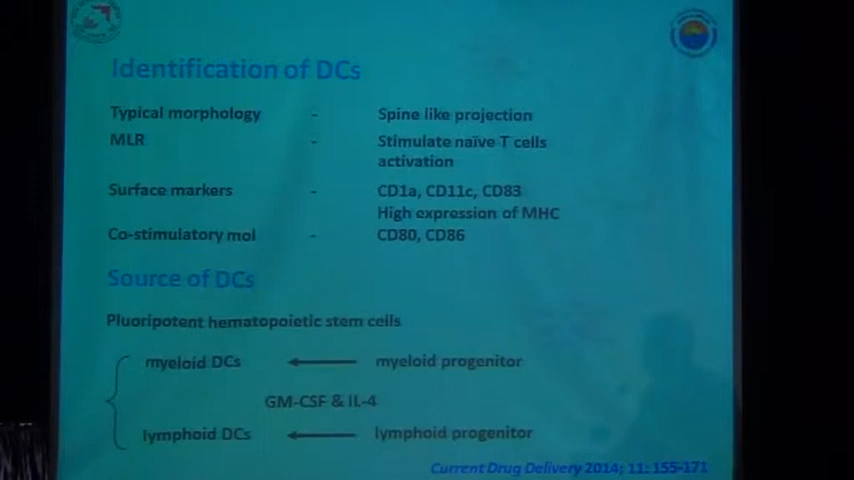 Identification of DCs
Typical morphology - Spine like projection
MLR - Stimulate naïve T cells
activation
Surface markers - CD1a, CD11c, CD83
High expression of MHC
Co-stimulatory mol - CD80, CD86
Source of DCs
Pluoripotent hematopoietic stem cells
myeloid DCs myeloid progenitor
GM-CSF & IL-4
lymphoid DCs lymphoid progenitor
Current Drug Delivery 2014; 11: 155-171